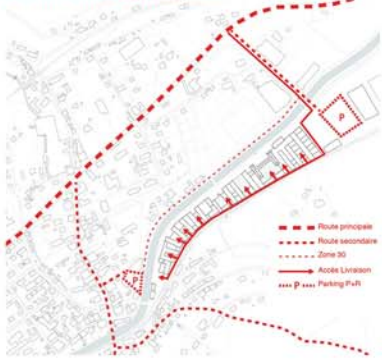 P
P
Route principale
Route secondaire
Zone 30
Accès Livraison
P Parking P+R